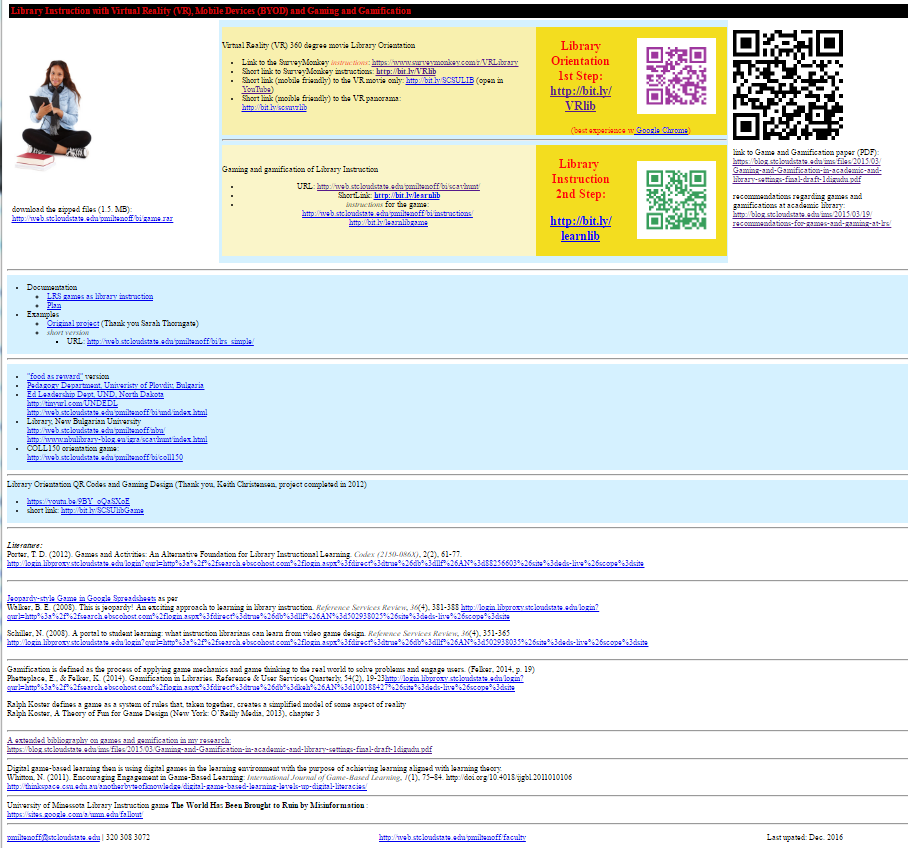 Library Instruction with Virtual Reality (VR), Mobile Devices (BYOD) and Gaming and Gamification
download the zipped files (1.5. MB):
http://web.stcloudstate.edu/pmiltenoff/bi/game.rar
Virtual Reality (VR) 360 degree movie Library Orientation
Link to the SurveyMonkey instructions: https://www.surveymonkey.com/r/VRLibrary
Short link to SurveyMonkey instructions: http://bit.ly/VRlib
Short link (mobile friendly) to the VR movie only: http://bit.ly/SCSULIB (open in
YouTube)
Short link (moible friendly) to the VR panorama:
http://bit.ly/scsuvrlib
Library
Orientation
1st Step:
http://bit.ly/
VRlib
(best experience w Google Chrome)
Gaming and gamification of Library Instruction
URL: http://web.stcloudstate.edu/pmiltenoff/bi/scavhunt/
ShortLink: http://bit.ly/learnlib
instructions for the game:
http://web.stcloudstate.edu/pmiltenoff/bi/instructions/
http://bit.ly/learnlibgame
Library
Instruction
2nd Step:
http://bit.ly/
learnlib
link to Game and Gamification paper (PDF):
https://blog.stcloudstate.edu/ims/files/2015/03/
Gaming-and-Gamification-in-academic-and-
library-settings-final-draft-1digudu.pdf
recommendations regarding games and
gamifications at academic library:
http://blog.stcloudstate.edu/ims/2015/03/19/
recommendations-for-games-and-gaming-at-lrs/
Documentation
LRS games as library instruction
Plan
Examples
Original project (Thank you Sarah Thorngate)
short version
URL: http://web.stcloudstate.edu/pmiltenoff/bi/lrs_simple/
"food as reward" version
Pedagogy Department, Univeristy of Plovdiv, Bulgaria
Ed Leadership Dept, UND, North Dakota
http://tinyurl.com/UNDEDL
http://web.stcloudstate.edu/pmiltenoff/bi/und/index.html
Library, New Bulgarian University
http://web.stcloudstate.edu/pmiltenoff/nbu/
http://www.nbulibrary-blog.eu/igra/scavhunt/index.html
COLL150 orientation game:
http://web.stcloudstate.edu/pmiltenoff/bi/coll150
Library Orientation QR Codes and Gaming Design (Thank you, Keith Christensen, project completed in 2012)
https://youtu.be/9BY_oQaSXoE
short link: http://bit.ly/SCSUlibGame
Literature:
Porter, T. D. (2012). Games and Activities: An Alternative Foundation for Library Instructional Learning. Codex (2150-086X), 2(2), 61-77.
http://login.libproxy.stcloudstate.edu/login?qurl=http%3a%2f%2fsearch.ebscohost.com%2flogin.aspx%3fdirect%3dtrue%26db%3dllf%26AN%3d88256603%26site%3deds-live%26scope%3dsite
Jeopardy-style Game in Google Spreadsheets as per
Walker, B. E. (2008). This is jeopardy! An exciting approach to learning in library instruction. Reference Services Review, 36(4), 381-388 http://login.libproxy.stcloudstate.edu/login?
qurl=http%3a%2f%2fsearch.ebscohost.com%2flogin.aspx%3fdirect%3dtrue%26db%3dllf%26AN%3d502938025%26site%3deds-live%26scope%3dsite
Schiller, N. (2008). A portal to student learning: what instruction librarians can learn from video game design. Reference Services Review, 36(4), 351-365
http://login.libproxy.stcloudstate.edu/login?qurl=http%3a%2f%2fsearch.ebscohost.com%2flogin.aspx%3fdirect%3dtrue%26db%3dllf%26AN%3d502938035%26site%3deds-live%26scope%3dsite
Gamification is defined as the process of applying game mechanics and game thinking to the real world to solve problems and engage users. (Felker, 2014, p. 19)
Phetteplace, E., & Felker, K. (2014). Gamification in Libraries. Reference & User Services Quarterly, 54(2), 19-23http://login.libproxy.stcloudstate.edu/login?
qurl=http%3a%2f%2fsearch.ebscohost.com%2flogin.aspx%3fdirect%3dtrue%26db%3dkeh%26AN%3d100188427%26site%3deds-live%26scope%3dsite
Ralph Koster defines a game as a system of rules that, taken together, creates a simplified model of some aspect of reality
Ralph Koster, A Theory of Fun for Game Design (New York: O'Reilly Media, 2013), chapter 3
A extended bibliography on games and gamification in my research:
https://blog.stcloudstate.edu/ims/files/2015/03/Gaming-and-Gamification-in-academic-and-library-settings-final-draft-1digudu.pdf
Digital game-based learning then is using digital games in the learning environment with the purpose of achieving learning aligned with learning theory.
Whitton, N. (2011). Encouraging Engagement in Game-Based Learning: International Journal of Game-Based Learning, 1(1), 75–84. http://doi.org/10.4018/ijgbl.2011010106
http://thinkspace.csu.edu.au/anotherbyteofknowledge/digital-game-based-learning-levels-up-digital-literacies/
University of Minessota Library Instruction game The World Has Been Brought to Ruin by Misinformation :
https://sites.google.com/a/umn.edu/fallout/
pmiltenoff@stcloudstate.edu | 320 308 3072
http://web.stcloudstate.edu/pmiltenoff/faculty
Last upated: Dec. 2016